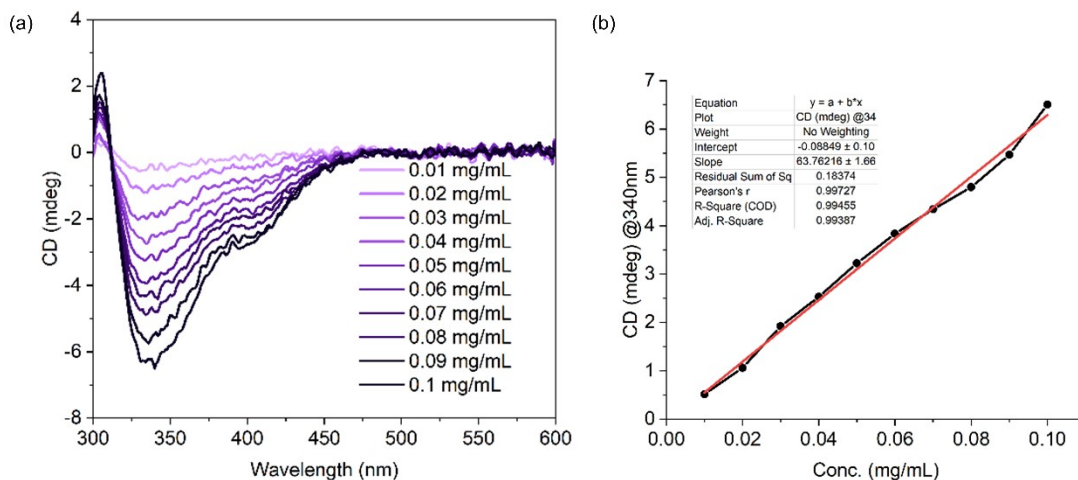 (a)
4
2
0
-2
-4
-6
-8
CD (mdeg)
300 350 400 450 500 550 600
Wavelength (nm)
0.01 mg/mL
0.02 mg/mL
0.03 mg/mL
0.04 mg/mL
0.05 mg/mL
0.06 mg/mL
0.07 mg/mL
0.08 mg/mL
0.09 mg/mL
0.1 mg/mL
(b)
7
6
5
4
3
2
1
0
CD (mdeg) @340nm
Equation y = a + b*x
Plot CD (mdeg) @34
Weight No Weighting
Intercept -0.08849 ± 0.10
Slope 63.76216 ± 1.66
Residual Sum of Sq 0.18374
Pearson's r 0.99727
R-Square (COD) 0.99455
Adj. R-Square 0.99387
0.00 0.02 0.04 0.06 0.08 0.10
Conc. (mg/mL)